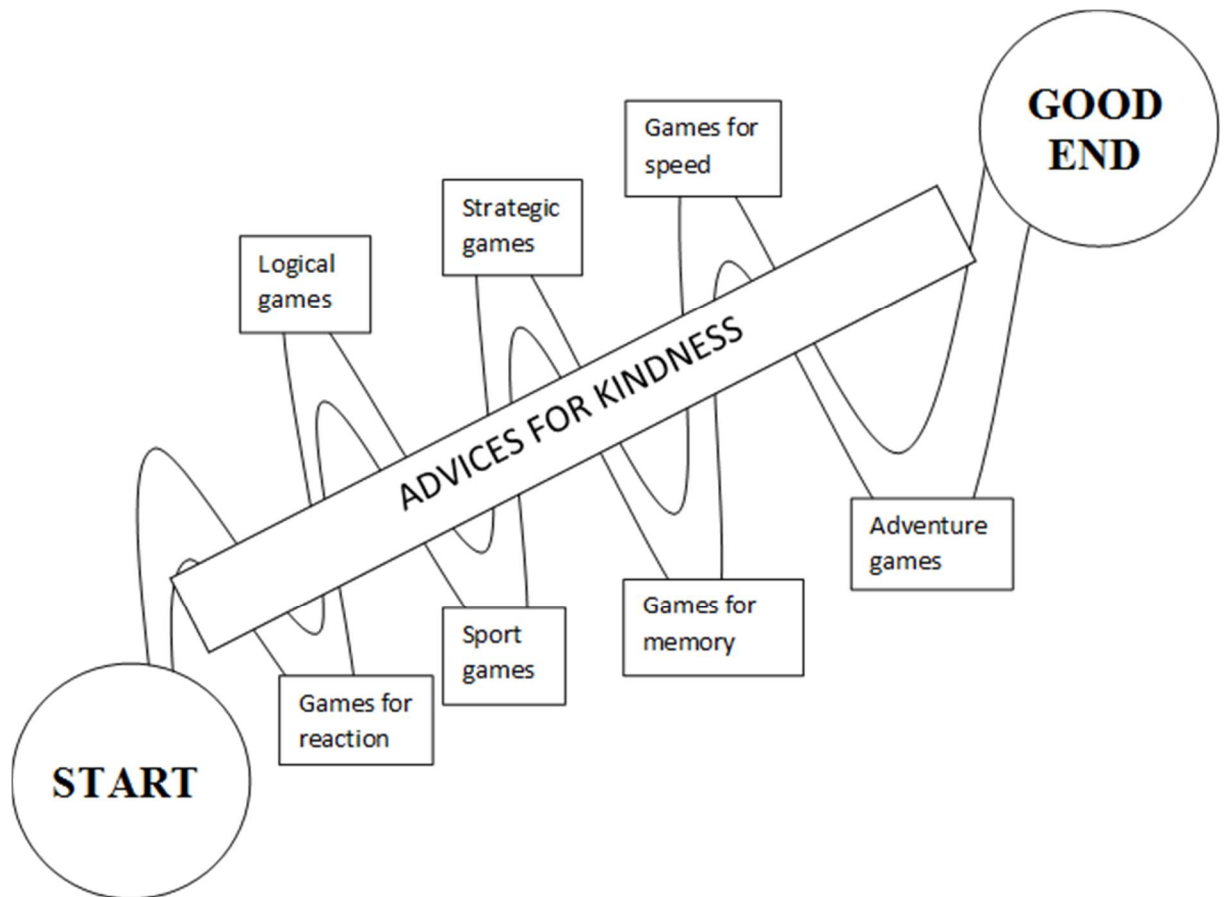 GOOD
END
Games for
speed
Strategic
games
Logical
games
ADVICES FOR KINDNESS
Adventure
games
Games for
memory
Sport
games
Games for
reaction
START